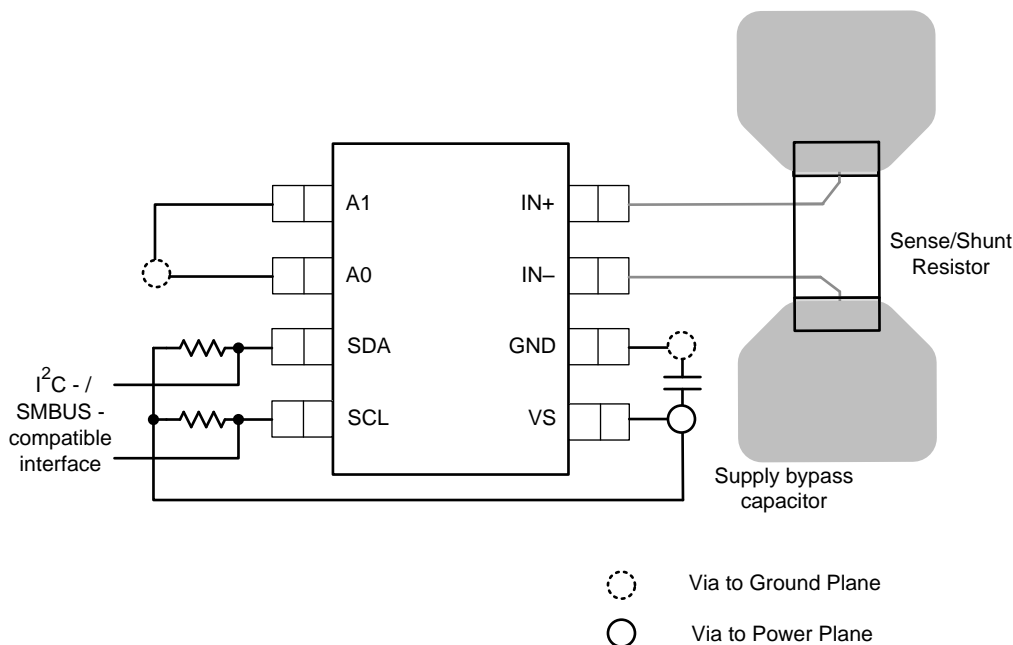 A1
A0
SDA
SCL
IN+
IN–
GND
VS
I²C - /
SMBUS -
compatible
interface
Sense/Shunt
Resistor
Supply bypass
capacitor
Via to Ground Plane
Via to Power Plane